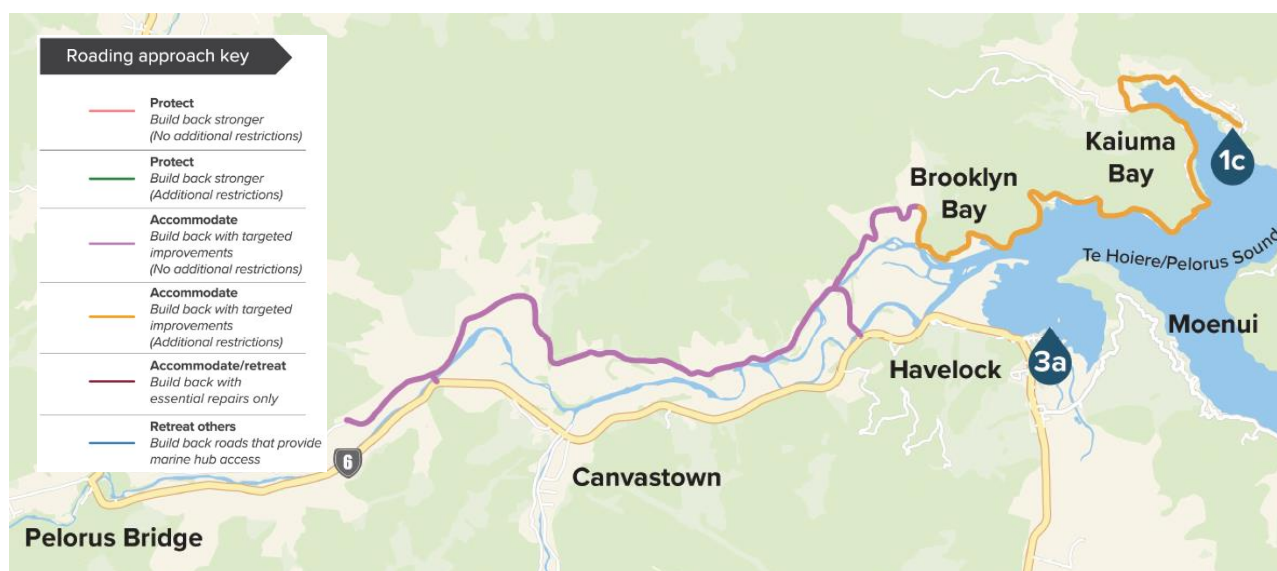 Roading approach key
Protect
Build back stronger
(No additional restrictions)
Protect
Build back stronger
(Additional restrictions)
Accommodate
Build back with targeted
improvements
(No additional restrictions)
Accommodate
Build back with targeted
improvements
(Additional restrictions)
Accommodate/retreat
Build back with
essential repairs only
Retreat others
Build back roads that provide
marine hub access
Kaiuma
Bay
1c
Brooklyn
Bay
Te Hoiere/Pelorus Sound
Moenui
3a
Havelock
6
Canvastown
Pelorus Bridge